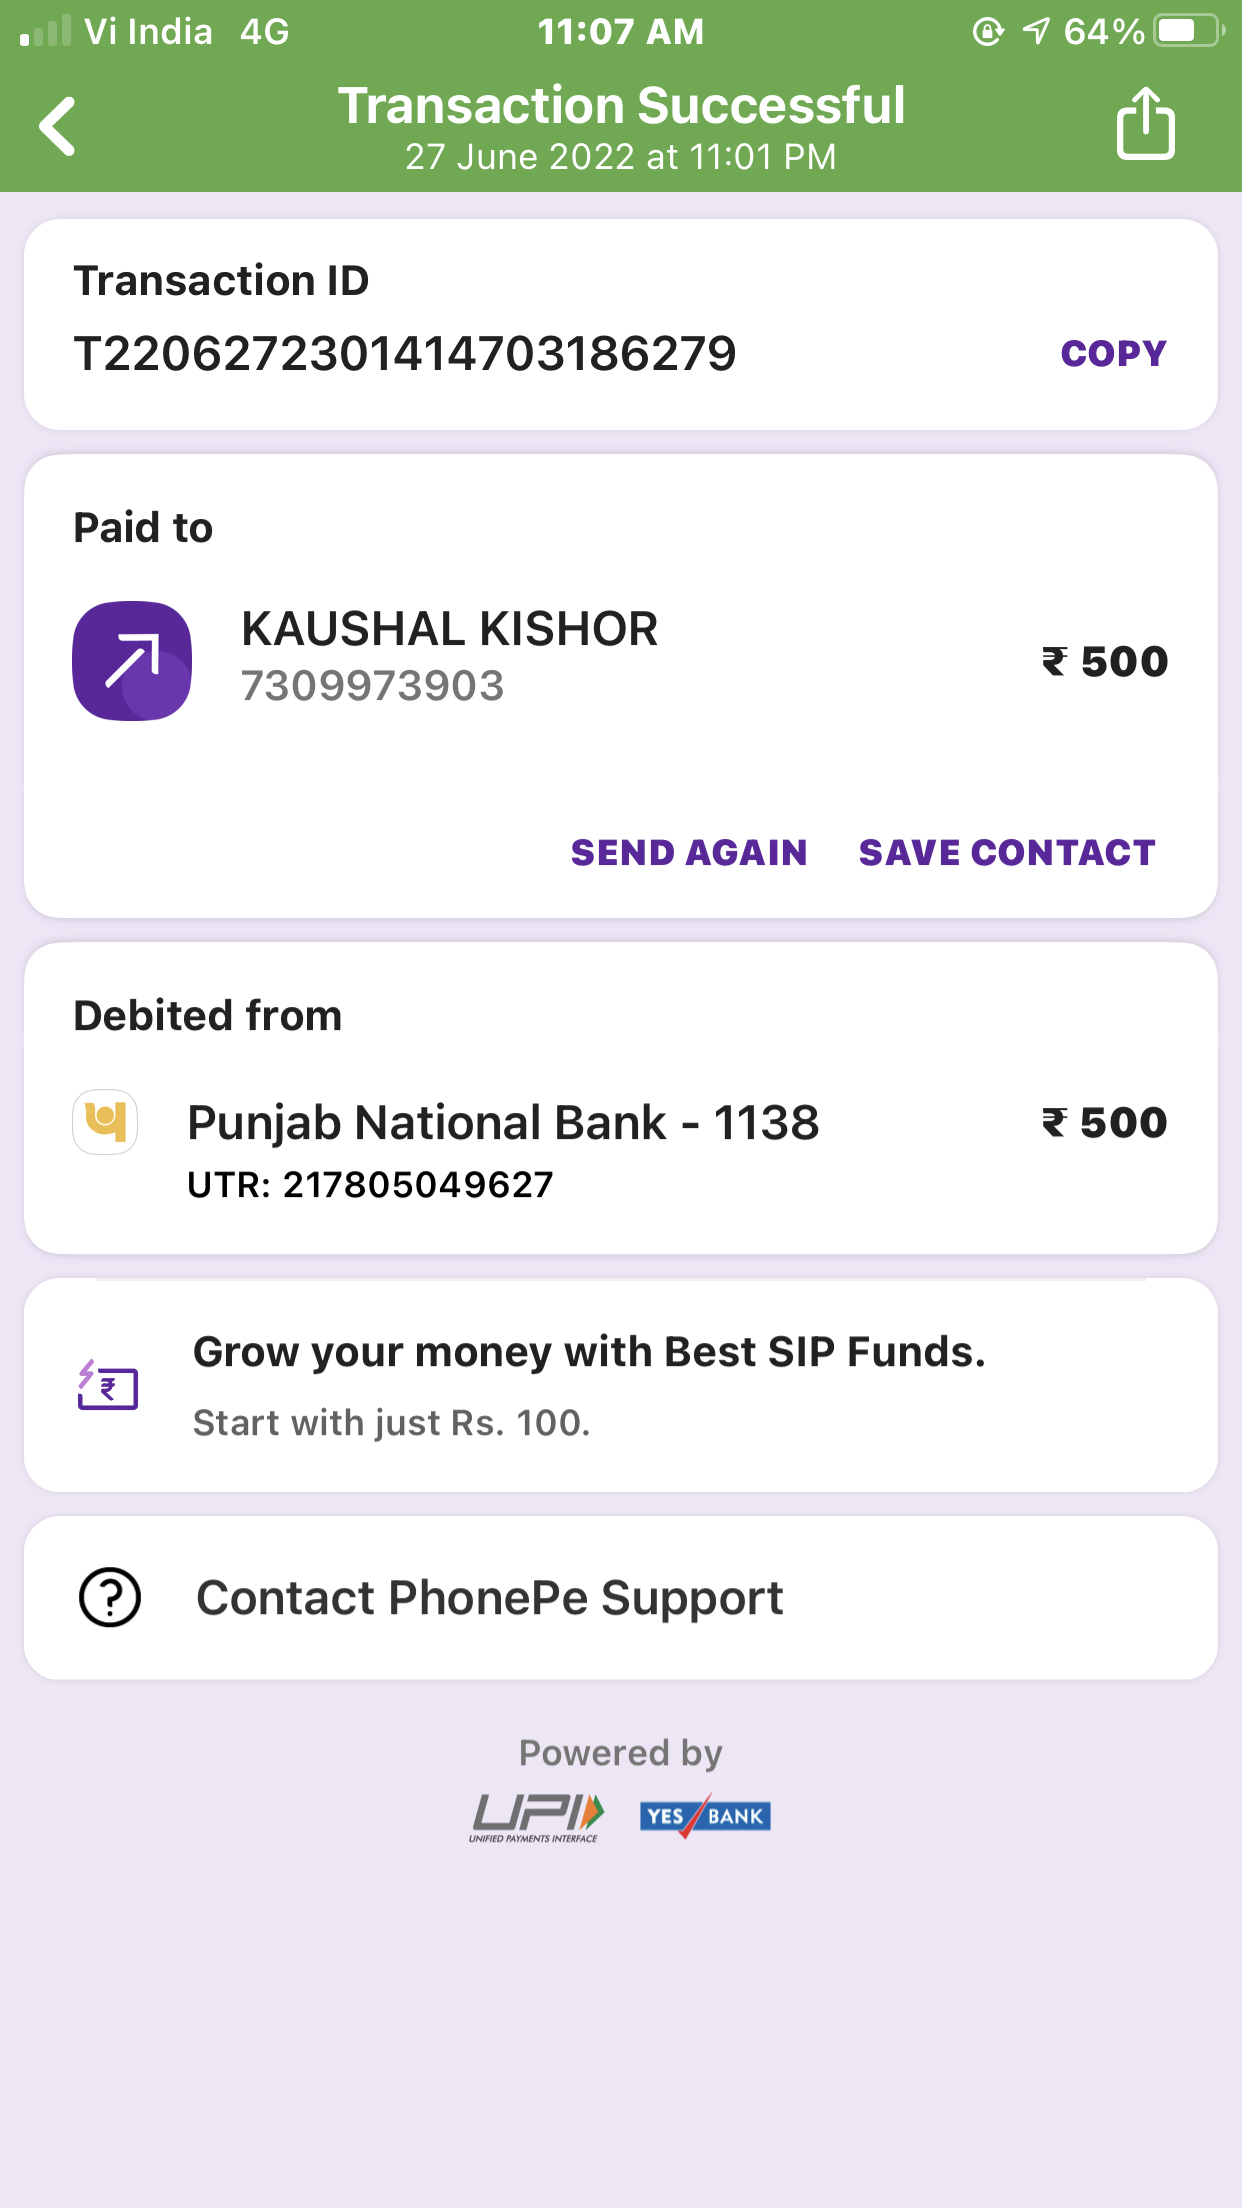 Vi India 4G 11:07 AM 64%
Transaction Successful
27 June 2022 at 11:01 PM
Transaction ID
T2206272301414703186279 COPY
Paid to
KAUSHAL KISHOR
7309973903
₹ 500
SEND AGAIN SAVE CONTACT
Debited from
Punjab National Bank - 1138 ₹ 500
UTR: 217805049627
Grow your money with Best SIP Funds.
Start with just Rs. 100.
Contact PhonePe Support
Powered by
UPI YES BANK
UNIFIED PAYMENTS INTERFACE